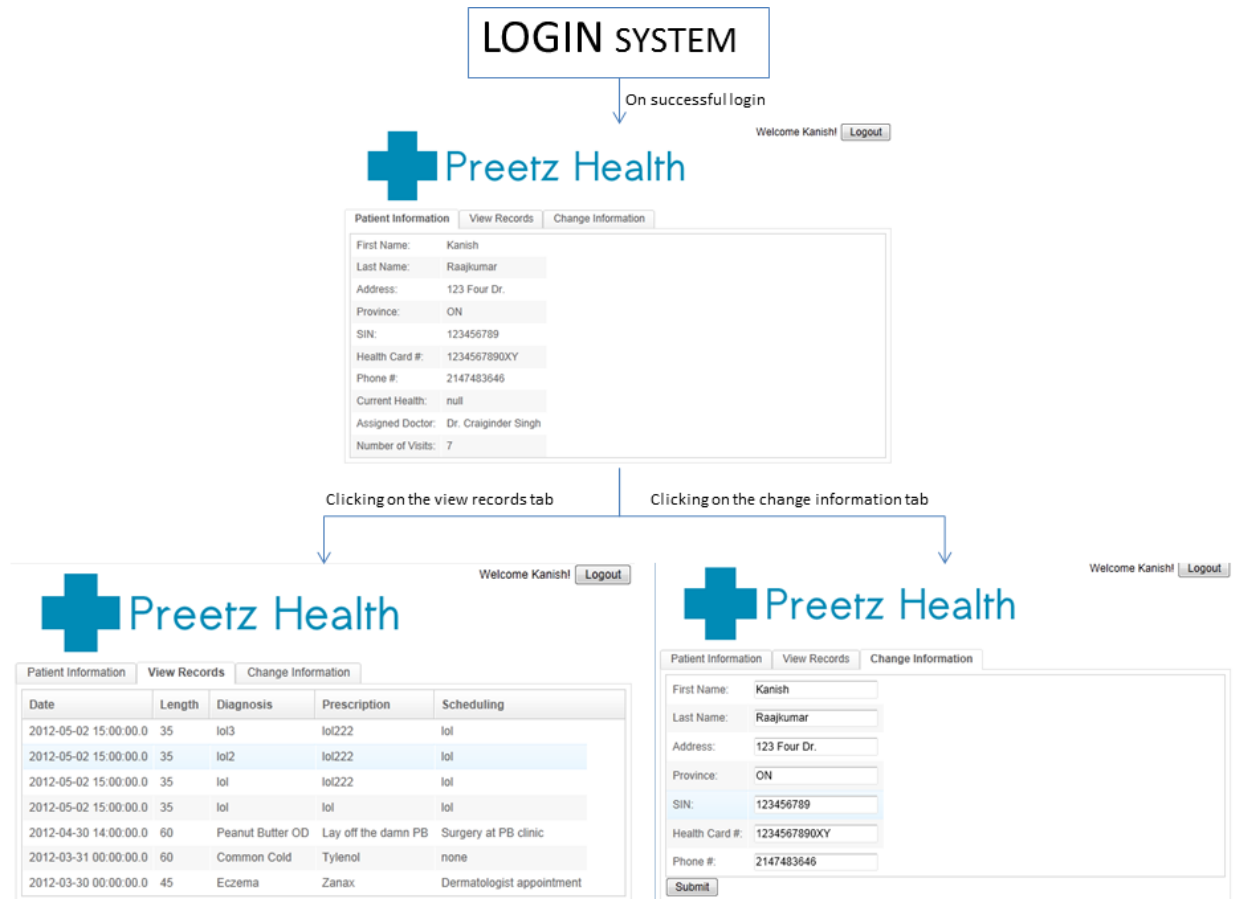 LOGIN SYSTEM
On successful login
Welcome Kanish! Logout
Preetz Health
Patient Information View Records Change Information
First Name: Kanish
Last Name: Raajkumar
Address: 123 Four Dr.
Province: ON
SIN: 123456789
Health Card #: 1234567890XY
Phone #: 2147483646
Current Health: null
Assigned Doctor: Dr. Craiginder Singh
Number of Visits: 7
Clicking on the view records tab
Clicking on the change information tab
Welcome Kanish! Logout
Preetz Health
Patient Information View Records Change Information
Date Length Diagnosis Prescription Scheduling
2012-05-02 15:00:00.0 35 lol3 lol222 lol
2012-05-02 15:00:00.0 35 lol2 lol222 lol
2012-05-02 15:00:00.0 35 lol lol222 lol
2012-05-02 15:00:00.0 35 lol lol lol
2012-04-30 14:00:00.0 60 Peanut Butter OD Lay off the damn PB Surgery at PB clinic
2012-03-31 00:00:00.0 60 Common Cold Tylenol none
2012-03-30 00:00:00.0 45 Eczema Zanax Dermatologist appointment
Welcome Kanish! Logout
Preetz Health
Patient Information View Records Change Information
First Name: Kanish
Last Name: Raajkumar
Address: 123 Four Dr.
Province: ON
SIN: 123456789
Health Card #: 1234567890XY
Phone #: 2147483646
Submit